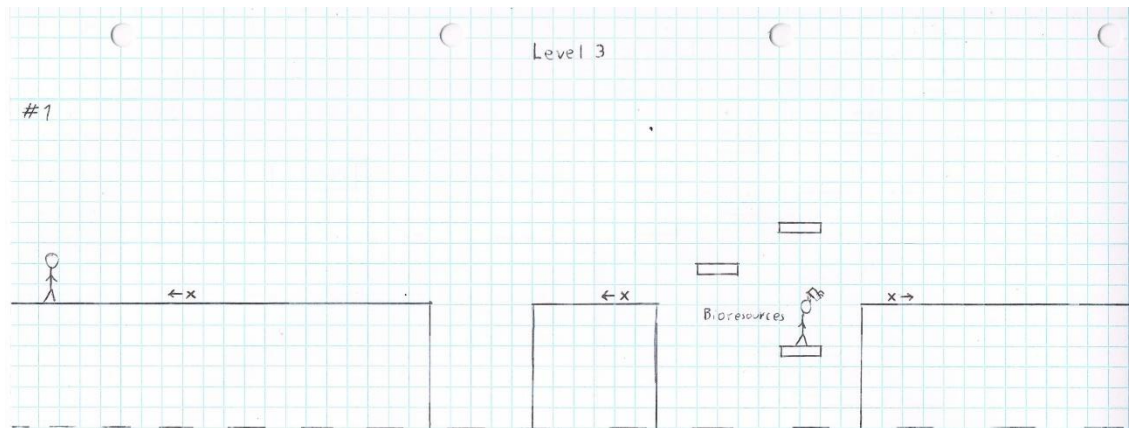 Level 3
#1
←x
←x
x→
Bioresources